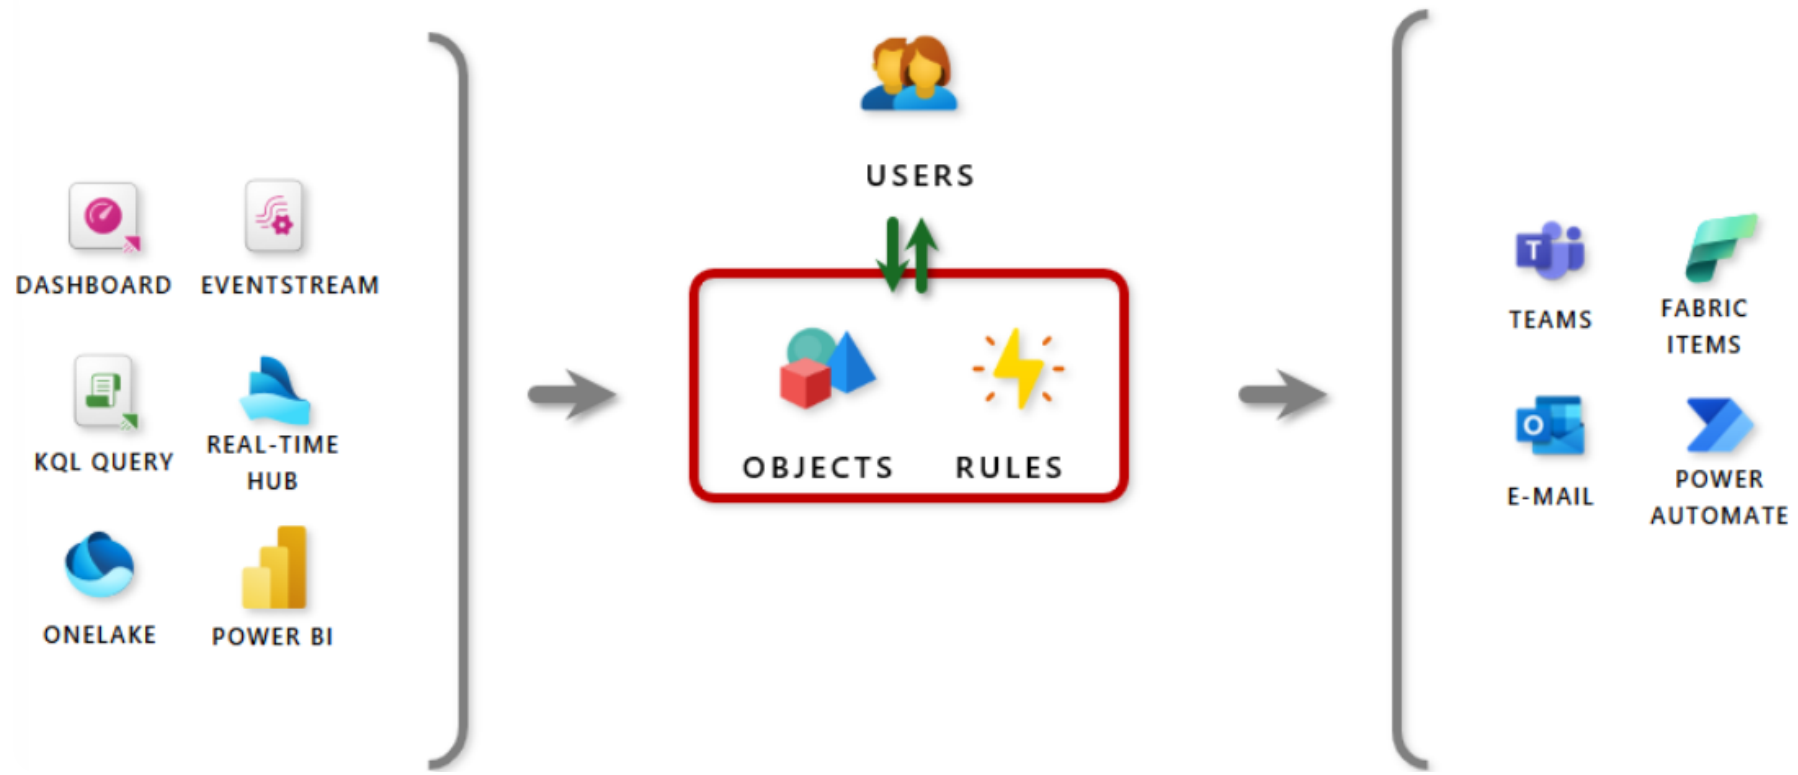 USERS
DASHBOARD
EVENTSTREAM
KQL QUERY
REAL-TIME
HUB
ONELAKE
POWER BI
OBJECTS
RULES
T
TEAMS
FABRIC
ITEMS
O
E-MAIL
POWER
AUTOMATE